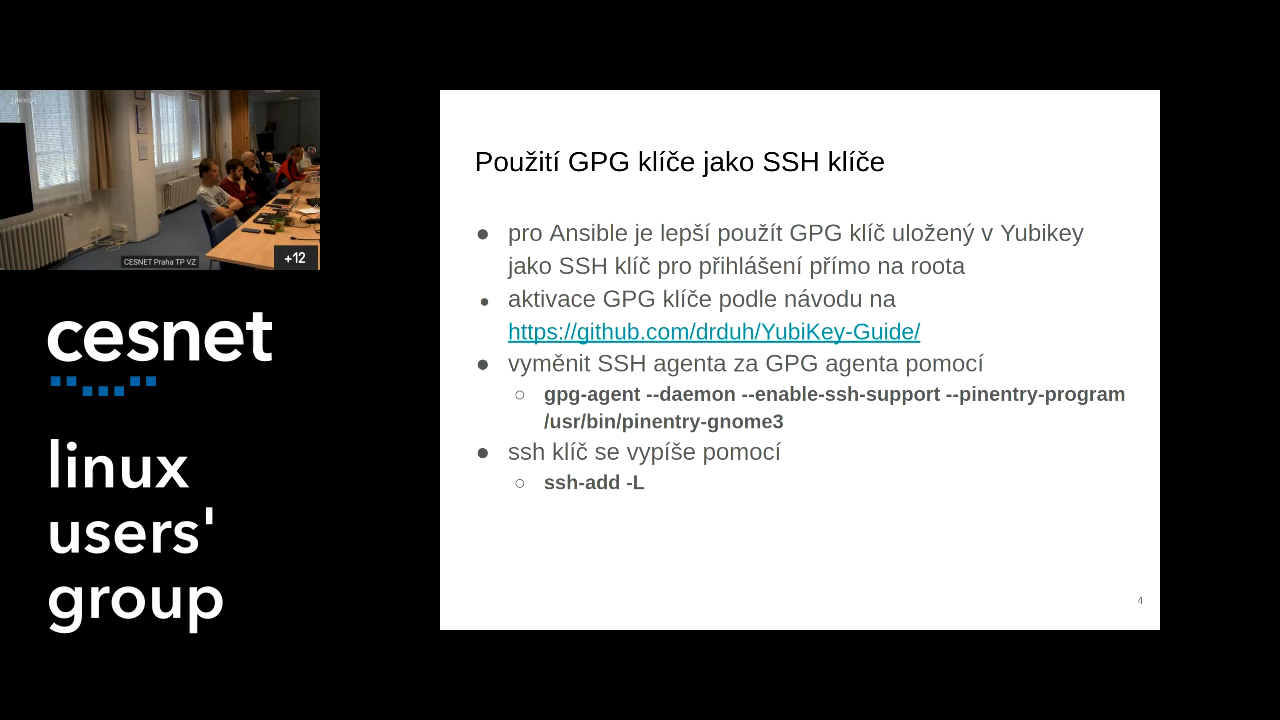 CESNET Praha TP VZ
+12
cesnet
linux
users'
group
Použití GPG klíče jako SSH klíče
● pro Ansible je lepší použít GPG klíč uložený v Yubikey
jako SSH klíč pro přihlášení přímo na roota
● aktivace GPG klíče podle návodu na
https://github.com/drduh/YubiKey-Guide/
● vyměnit SSH agenta za GPG agenta pomocí
○ gpg-agent --daemon --enable-ssh-support --pinentry-program
/usr/bin/pinentry-gnome3
● ssh klíč se vypíše pomocí
○ ssh-add -L
4